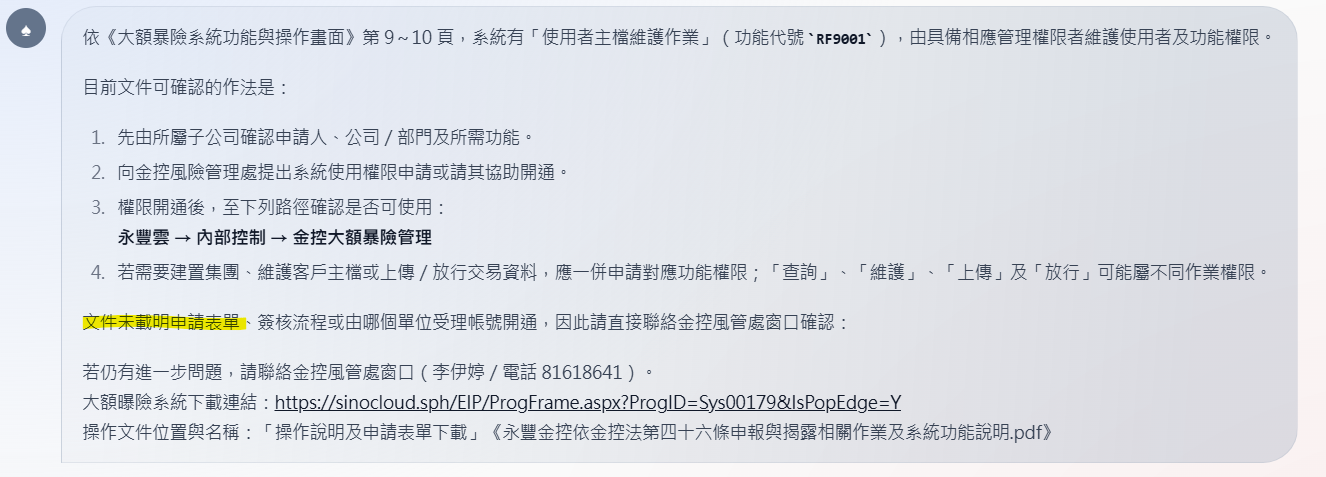 依《大額暴險系統功能與操作畫面》第 9~10 頁,系統有「使用者主檔維護作業」(功能代號 `RF9001`),由具備相應管理權限者維護使用者及功能權限。
目前文件可確認的作法是:
1. 先由所屬子公司確認申請人、公司 / 部門及所需功能。
2. 向金控風險管理處提出系統使用權限申請或請其協助開通。
3. 權限開通後,至下列路徑確認是否可使用:
永豐雲 → 內部控制 → 金控大額暴險管理
4. 若需要建置集團、維護客戶主檔或上傳 / 放行交易資料,應一併申請對應功能權限;「查詢」、「維護」、「上傳」及「放行」可能屬不同作業權限。
文件未載明申請表單、簽核流程或由哪個單位受理帳號開通,因此請直接聯絡金控風管處窗口確認:
若仍有進一步問題,請聯絡金控風管處窗口(李伊婷 / 電話 81618641)。
大額曝險系統下載連結:https://sinocloud.sph/EIP/ProgFrame.aspx?ProgID=Sys00179&IsPopEdge=Y
操作文件位置與名稱:「操作說明及申請表單下載」《永豐金控依金控法第四十六條申報與揭露相關作業及系統功能說明.pdf》